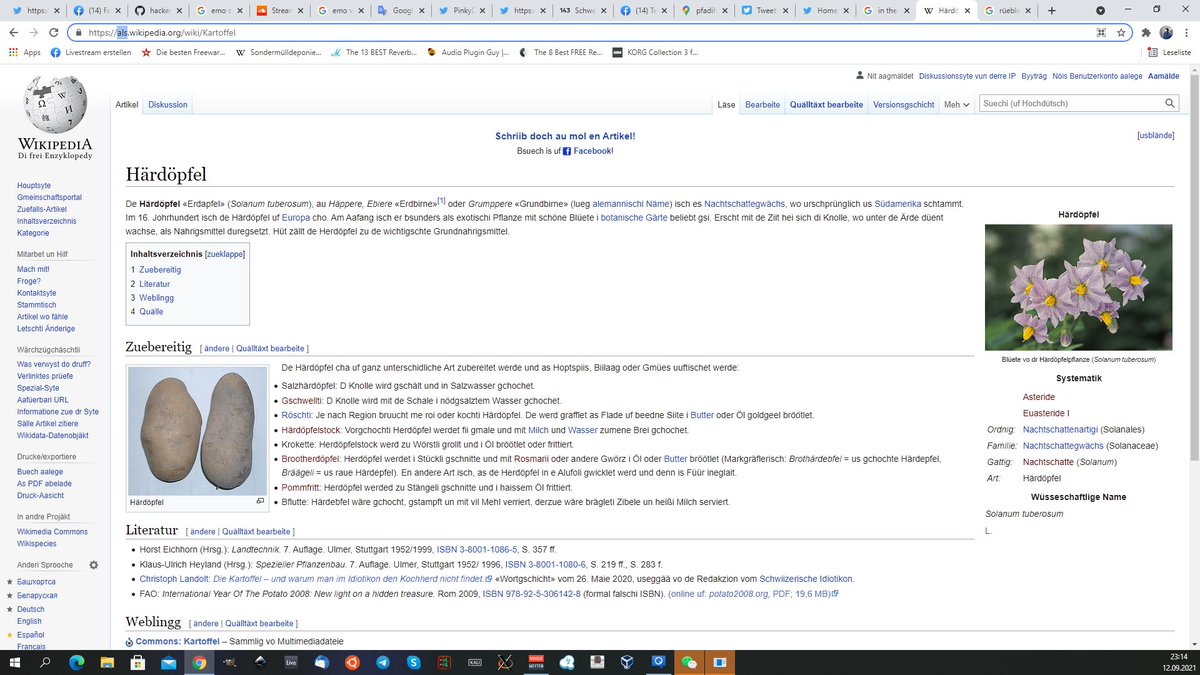 https:
(14) Fa
hacke
emo s
Stream
emo v
Googl
PinkyD
https:
143 Schwe
(14) To
pfadih
Tweet
Home
in the
Härdö
rüebli
https://als.wikipedia.org/wiki/Kartoffel
Apps
Livestream erstellen
Die besten Freewar...
Sondermülldeponie...
The 13 BEST Reverb...
Audio Plugin Guy |...
The 8 Best FREE Re...
KORG Collection 3 f...
Leseliste
Nit aagmäldet Diskussionssyte vun derre IP Byyträg Nöis Benutzerkonto aalege Aamälde
Artikel Diskussion
Läse Bearbeite Quälltäxt bearbeite Versionsgschicht Meh
Suechi (uf Hochdütsch)
WIKIPEDIA
Di frei Enzyklopedy
Houptsyte
Gmeinschaftsportal
Zuefalls-Artikel
Inhaltsverzeichnis
Kategorie
Mitarbet un Hilf
Mach mit!
Froge?
Kontaktsyte
Stammtisch
Artikel wo fähle
Letschti Änderige
Wärchzügchäschtli
Was verwyst do druff?
Verlinktes prüefe
Spezial-Syte
Aafüerbari URL
Informatione zue dr Syte
Sälle Artikel zitiere
Wikidata-Datenobjäkt
Drucke/exportiere
Buech aalege
As PDF abelade
Druck-Aasicht
In andre Projäkt
Wikimedia Commons
Wikispecies
Anderi Sprooche
Башҡортса
Беларуская
Deutsch
English
Español
Français
Schriib doch au mol en Artikel!
Bsuech is uf Facebook!
[usblände]
Härdöpfel
De Härdöpfel «Erdapfel» (Solanum tuberosum), au Häppere, Ebiere «Erdbirne»[1] oder Grumppere «Grundbirne» (lueg alemannischi Näme) isch es Nachtschattegwächs, wo urschprünglich us Südamerika schtammt.
Im 16. Johrhundert isch de Härdöpfel uf Europa cho. Am Aafang isch er bsunders als exotischi Pflanze mit schöne Blüete i botanische Gärte beliebt gsi. Erscht mit de Ziit hei sich di Knolle, wo unter de Ärde düent
wachse, als Nahrigsmittel duregsetzt. Hüt zällt de Herdöpfel zu de wichtigschte Grundnahrigsmittel.
Inhaltsverzeichnis [zueklappe]
1 Zuebereitig
2 Literatur
3 Weblingg
4 Quälle
Zuebereitig [ ändere | Quälltäxt bearbeite ]
De Härdöpfel cha uf ganz unterschidliche Art zubereitet werde und as Hoptspiis, Biilaag oder Gmües uuftischet werde:
Salzhärdöpfel: D Knolle wird gschält und in Salzwasser gchochet.
Gschwellti: D Knolle wird mit de Schale i nödgsaltzem Wasser gchochet.
Röschti: Je nach Region bruucht me roi oder kochti Härdöpfel. De werd grafflet as Flade uf beedne Siite i Butter oder Öl goldgeel bröötlet.
Härdöpfelstock: Vorgchochti Herdöpfel werdet fii gmale und mit Milch und Wasser zumene Brei gchochet.
Krokette: Herdöpfelstock werd zu Wörstli grollt und i Öl bröötlet oder frittiert.
Brootherdöpfel: Herdöpfel werdet i Stückli gschnitte und mit Rosmarii oder andere Gwörz i Öl oder Butter bröötlet (Markgräflerisch: Brothärdebfel = us gchochte Härdepfel,
Bräägeli = us raue Härdepfel). En andere Art isch, as de Herdöpfel in e Alufoli gwicklet werd und denn is Füür ineglait.
Pommfritt: Herdöpfel werded zu Stängeli gschnitte und i haissem Öl frittiert.
Bflutte: Härdebfel wäre gchocht, gstampft un mit vil Mehl verriert, derzue wäre brägleti Zibele un heißi Milch serviert.
Härdöpfel
Literatur [ ändere | Quälltäxt bearbeite ]
Horst Eichhorn (Hrsg.): Landtechnik. 7. Auflage. Ulmer, Stuttgart 1952/1999, ISBN 3-8001-1086-5, S. 357 ff.
Klaus-Ulrich Heyland (Hrsg.): Spezieller Pflanzenbau. 7. Auflage. Ulmer, Stuttgart 1952/ 1996, ISBN 3-8001-1080-6, S. 219 ff., S. 283 f.
Christoph Landolt: Die Kartoffel – und warum man im Idiotikon den Kochherd nicht findet. «Wortgschicht» vom 26. Maie 2020, useggää vo de Redakzion vom Schwiizerische Idiotikon.
FAO: International Year Of The Potato 2008: New light on a hidden treasure. Rom 2009, ISBN 978-92-5-306142-8 (formal falschi ISBN). (online uf: potato2008.org, PDF; 19,6 MB)
Weblingg [ ändere | Quälltäxt bearbeite ]
Commons: Kartoffel – Sammlig vo Multimediadateie
Härdöpfel
Blüete vo dr Härdöpfelpflanze (Solanum tuberosum)
Systematik
Asteride
Euasteride I
Ordnig: Nachtschattenartigi (Solanales)
Familie: Nachtschattegwächs (Solanaceae)
Gattig: Nachtschatte (Solanum)
Art: Härdöpfel
Wüsseschaftlige Name
Solanum tuberosum
L.
23:14
12.09.2021